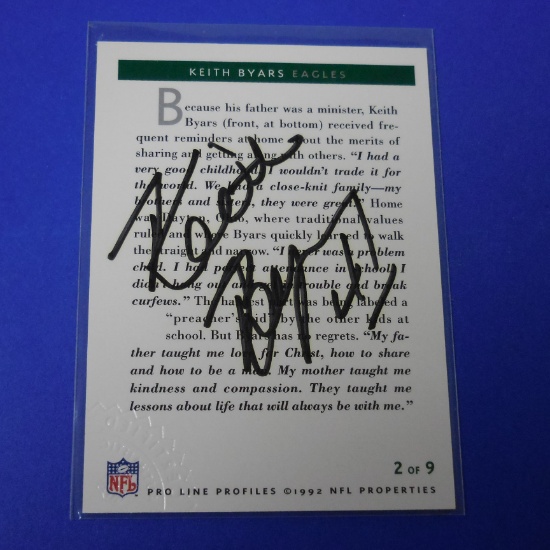 KEITH BYARS EAGLES
Because his father was a minister, Keith
Byars (front, at bottom) received fre-
quent reminders at home about the merits of
sharing and getting along with others. “I had a
very good childhood. I wouldn’t trade it for
the world. We had a close-knit family—my
brothers and sisters, they were great.” Home
was Dayton, Ohio, where traditional values
ruled and where Byars quickly learned to walk
the straight and narrow. “I never was a problem
child. I had perfect attendance in school,
didn’t hang out and get in trouble and break
curfews.” The hardest part was being labeled a
“preacher’s kid” by the other kids at
school. But Byars has no regrets. “My fa-
ther taught me love for Christ, how to share
and how to be a man. My mother taught me
kindness and compassion. They taught me
lessons about life that will always be with me.”
Keith
Byars 41
2 OF 9
NFL
PRO LINE PROFILES ©1992 NFL PROPERTIES